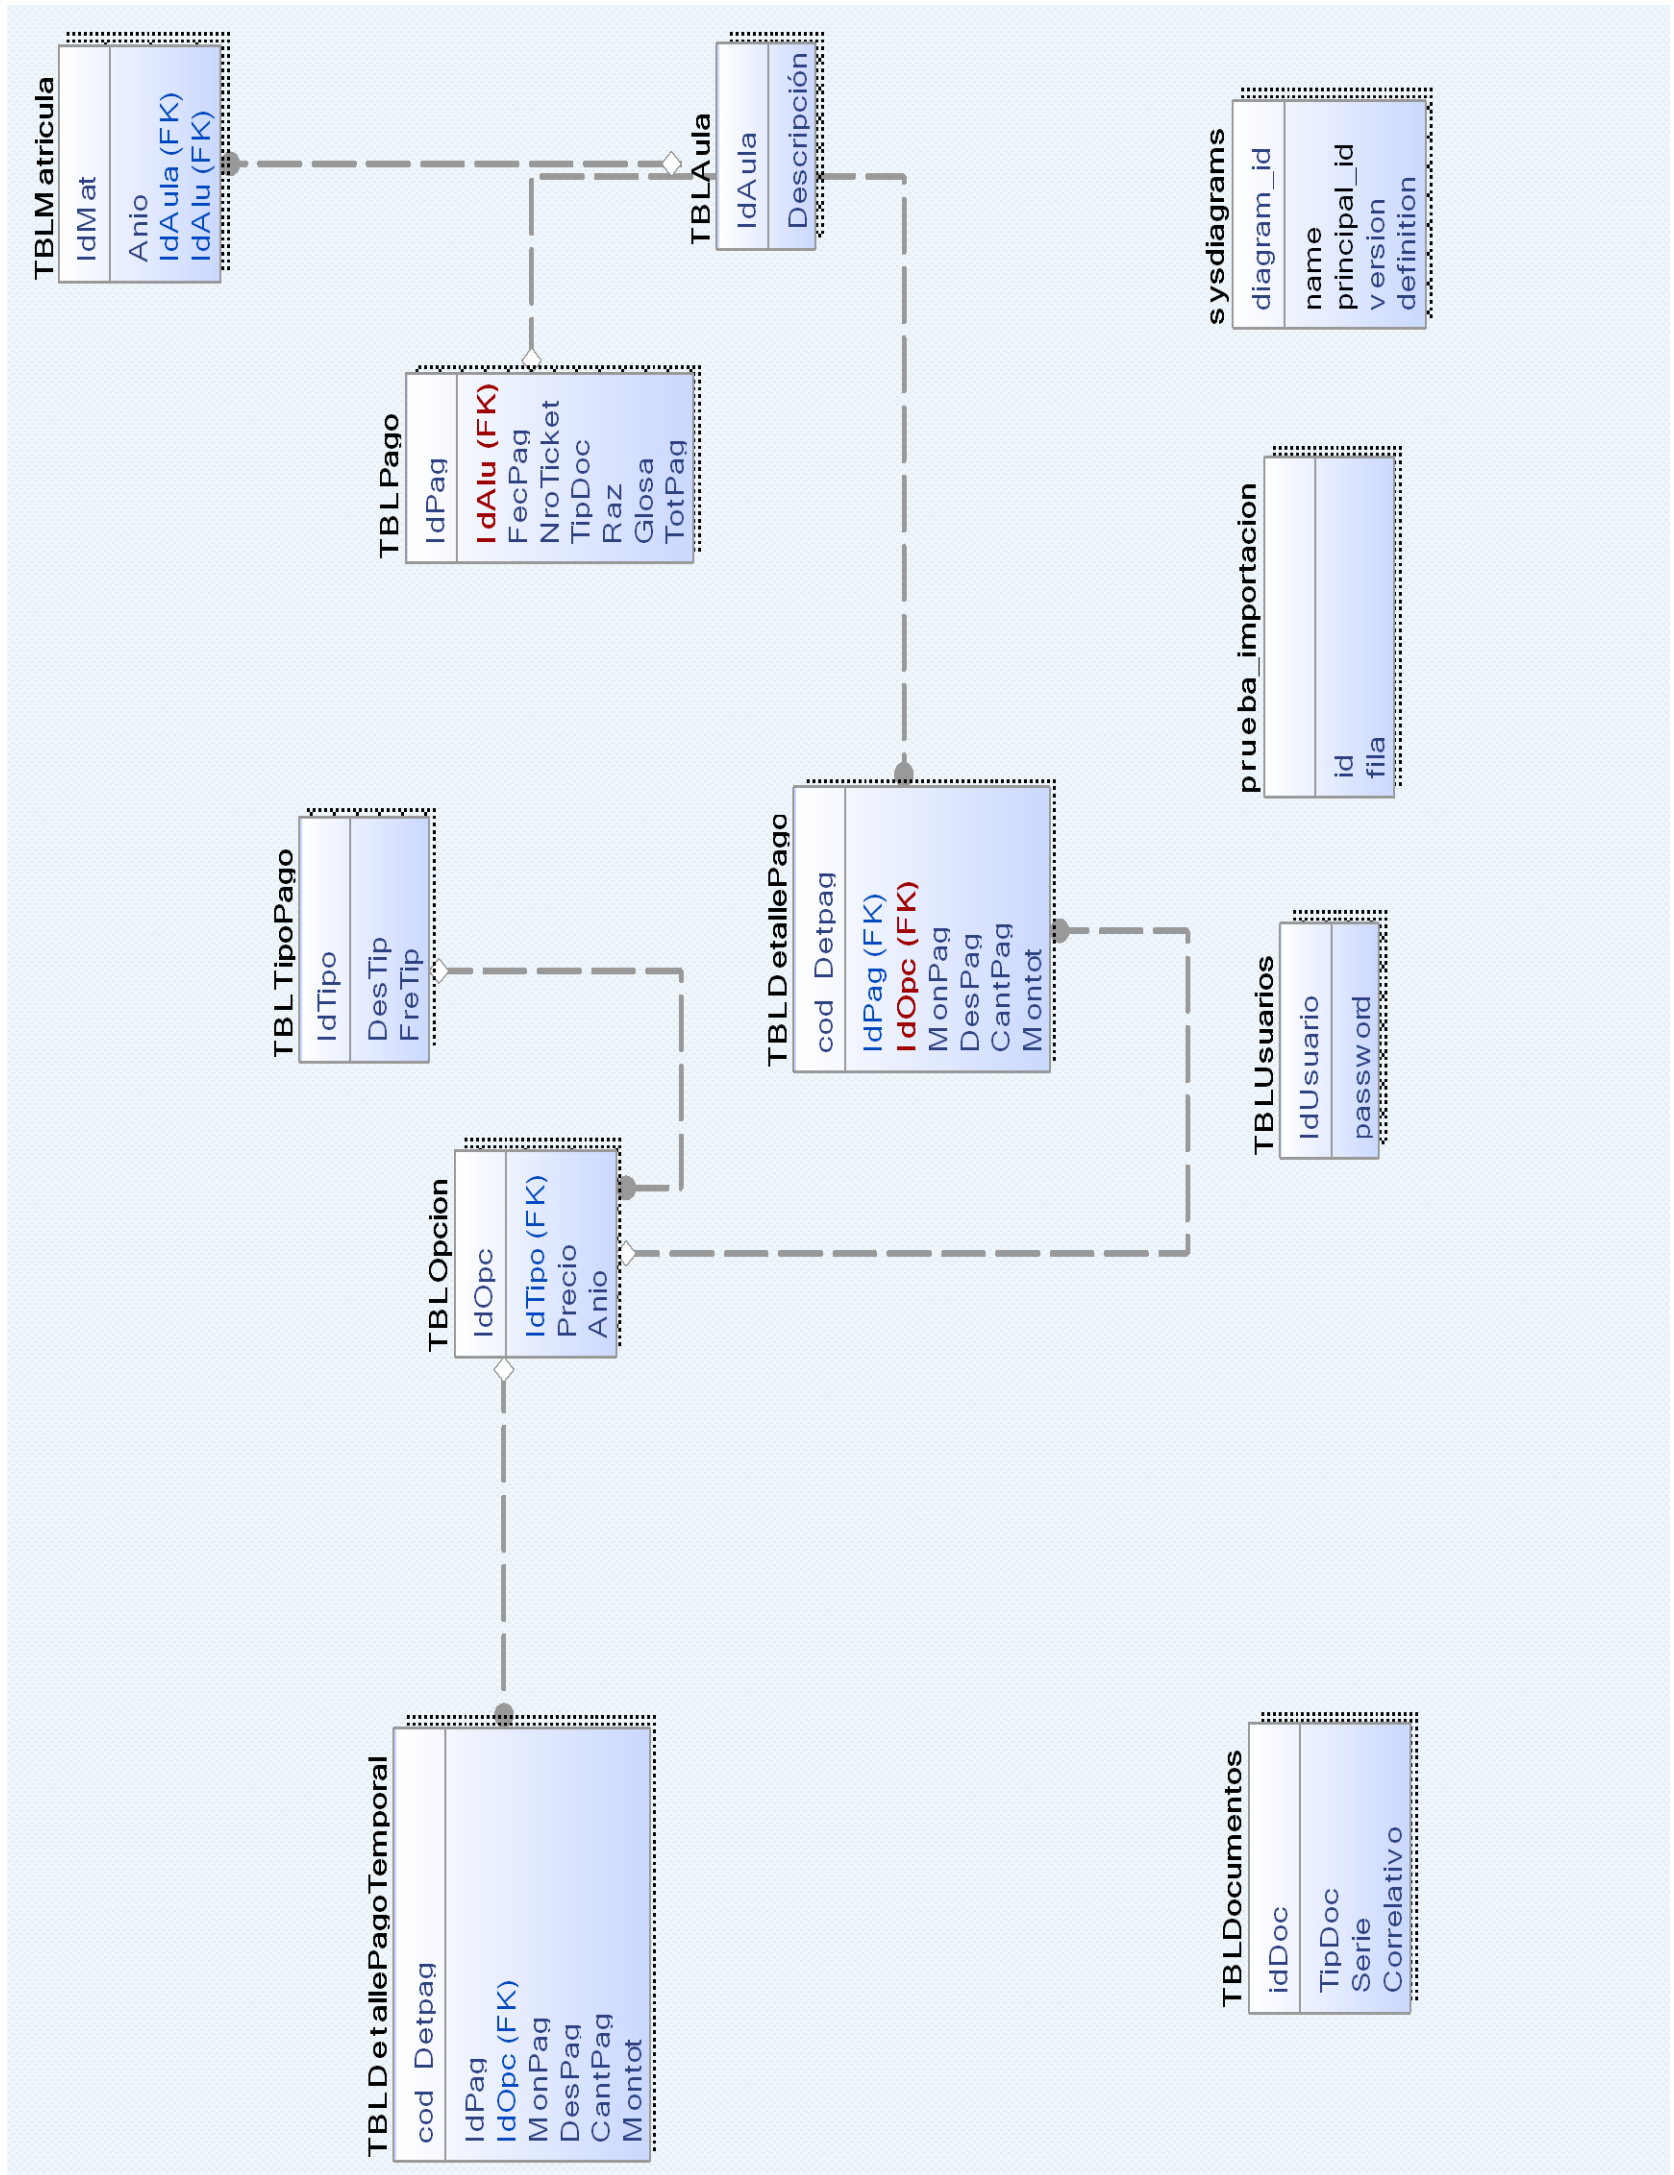 TBLDetallePagoTemporal
cod_Detpag
IdPag
IdOpc (FK)
MonPag
DesPag
CantPag
Montot
TBLOpcion
IdOpc
IdTipo (FK)
Precio
Anio
TBLTipoPago
IdTipo
DesTip
FreTip
TBLPago
IdPag
IdAlu (FK)
FecPag
NroTicket
TipDoc
Raz
Glosa
TotPag
TBLMatricula
IdMat
Anio
IdAula (FK)
IdAlu (FK)
TBLDetallePago
cod_Detpag
IdPag (FK)
IdOpc (FK)
MonPag
DesPag
CantPag
Montot
TBLAula
IdAula
Descripción
TBLDocumentos
idDoc
TipDoc
Serie
Correlativo
TBLUsuarios
IdUsuario
password
prueba_importacion
id
fila
sysdiagrams
diagram_id
name
principal_id
version
definition